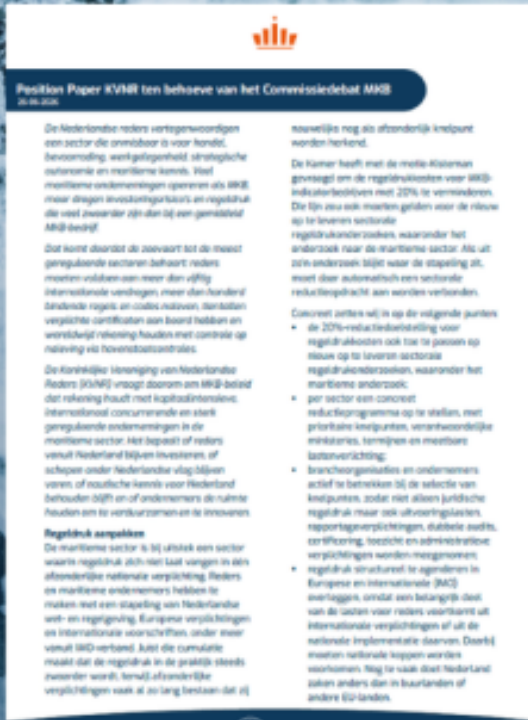 Position Paper KVNR ten behoeve van het Commissiedebat MKB
De Nederlandse reders vertegenwoordigen
een sector die onmisbaar is voor handel,
bevoorrading, werkgelegenheid, strategische
autonomie en maritieme kennis. Veel
maritieme ondernemingen opereren als MKB,
maar dragen investeringsrisico's en regeldruk
die veel zwaarder zijn dan bij een gemiddeld
MKB-bedrijf.
Dat komt doordat de zeevaart tot de meest
gereguleerde sectoren behoort: reders
moeten voldoen aan meer dan vijftig
internationale verdragen, meer dan honderd
bindende regels en codes naleven, tientallen
verplichte certificaten aan boord hebben en
wereldwijd rekening houden met controle op
naleving via havenstaatcontroles.
De Koninklijke Vereniging van Nederlandse
Reders (KVNR) vraagt daarom om MKB-beleid
dat rekening houdt met kapitaalintensieve,
internationaal concurrerende en sterk
gereguleerde ondernemingen in de
maritieme sector. Het bepaalt of reders
vanuit Nederland blijven investeren, of
schepen onder Nederlandse vlag blijven
varen, of nautische kennis voor Nederland
behouden blijft en of ondernemers de ruimte
houden om te verduurzamen en te innoveren.
Regeldruk aanpakken
De maritieme sector is bij uitstek een sector
waarin regeldruk zich niet laat vangen in één
afzonderlijke nationale verplichting. Reders
en maritieme ondernemers hebben te
maken met een stapeling van Nederlandse
wet- en regelgeving, Europese verplichtingen
en internationale voorschriften, onder meer
vanuit IMO-verband. Juist die cumulatie
maakt dat de regeldruk in de praktijk steeds
zwaarder wordt, terwijl afzonderlijke
verplichtingen vaak al zo lang bestaan dat zij
nauwelijks nog als afzonderlijk knelpunt
worden herkend.
De Kamer heeft met de motie-Kisteman
gevraagd om de regeldrukkosten voor MKB-
indicatorbedrijven met 20% te verminderen.
Die lijn zou ook moeten gelden voor de nieuw
op te leveren sectorale
regeldrukonderzoeken, waaronder het
onderzoek naar de maritieme sector. Als uit
zo'n onderzoek blijkt waar de stapeling zit,
moet daar automatisch een sectorale
reductieopdracht aan worden verbonden.
Concreet zetten wij in op de volgende punten:
• de 20%-reductiedoelstelling voor
regeldrukkosten ook toe te passen op
nieuw op te leveren sectorale
regeldrukonderzoeken, waaronder het
maritieme onderzoek;
• per sector een concreet
reductieprogramma op te stellen, met
prioritaire knelpunten, verantwoordelijke
ministeries, termijnen en meetbare
lastenverlichting;
• brancheorganisaties en ondernemers
actief te betrekken bij de selectie van
knelpunten, zodat niet alleen juridische
regeldruk maar ook uitvoeringslasten,
rapportageverplichtingen, dubbele audits,
certificering, toezicht en administratieve
verplichtingen worden meegenomen;
• regeldruk structureel te agenderen in
Europese en internationale (IMO)
overleggen, omdat een belangrijk deel
van de lasten voor reders voortkomt uit
internationale verplichtingen of uit de
nationale implementatie daarvan. Daarbij
moeten nationale koppen worden
voorkomen. Nog te vaak doet Nederland
zaken anders dan in buurlanden of
andere EU-landen.